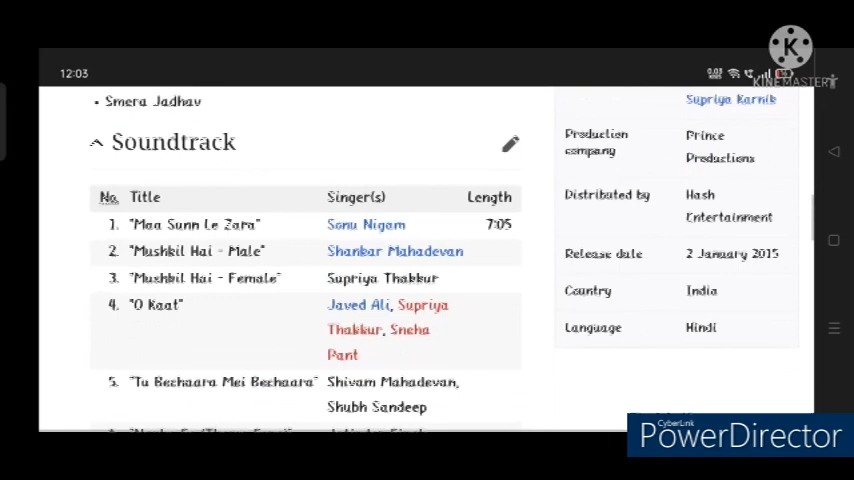 12:03
0.03
KINEMASTER
Smera Jadhav
Supriya Karnik
Soundtrack
Production company
Prince Productions
Distributed by
Hash Entertainment
Release date
2 January 2015
Country
India
Language
Hindi
No. Title Singer(s) Length
1. "Maa Sunn Le Zara" Sonu Nigam 7:05
2. "Mushkil Hai - Male" Shankar Mahadevan
3. "Mushkil Hai - Female" Supriya Thakkur
4. "O Kaat" Javed Ali, Supriya
Thakkur, Sneha
Pant
5. "Tu Bechaara Mei Bechaara" Shivam Mahadevan,
Shubh Sandeep
CyberLink
PowerDirector